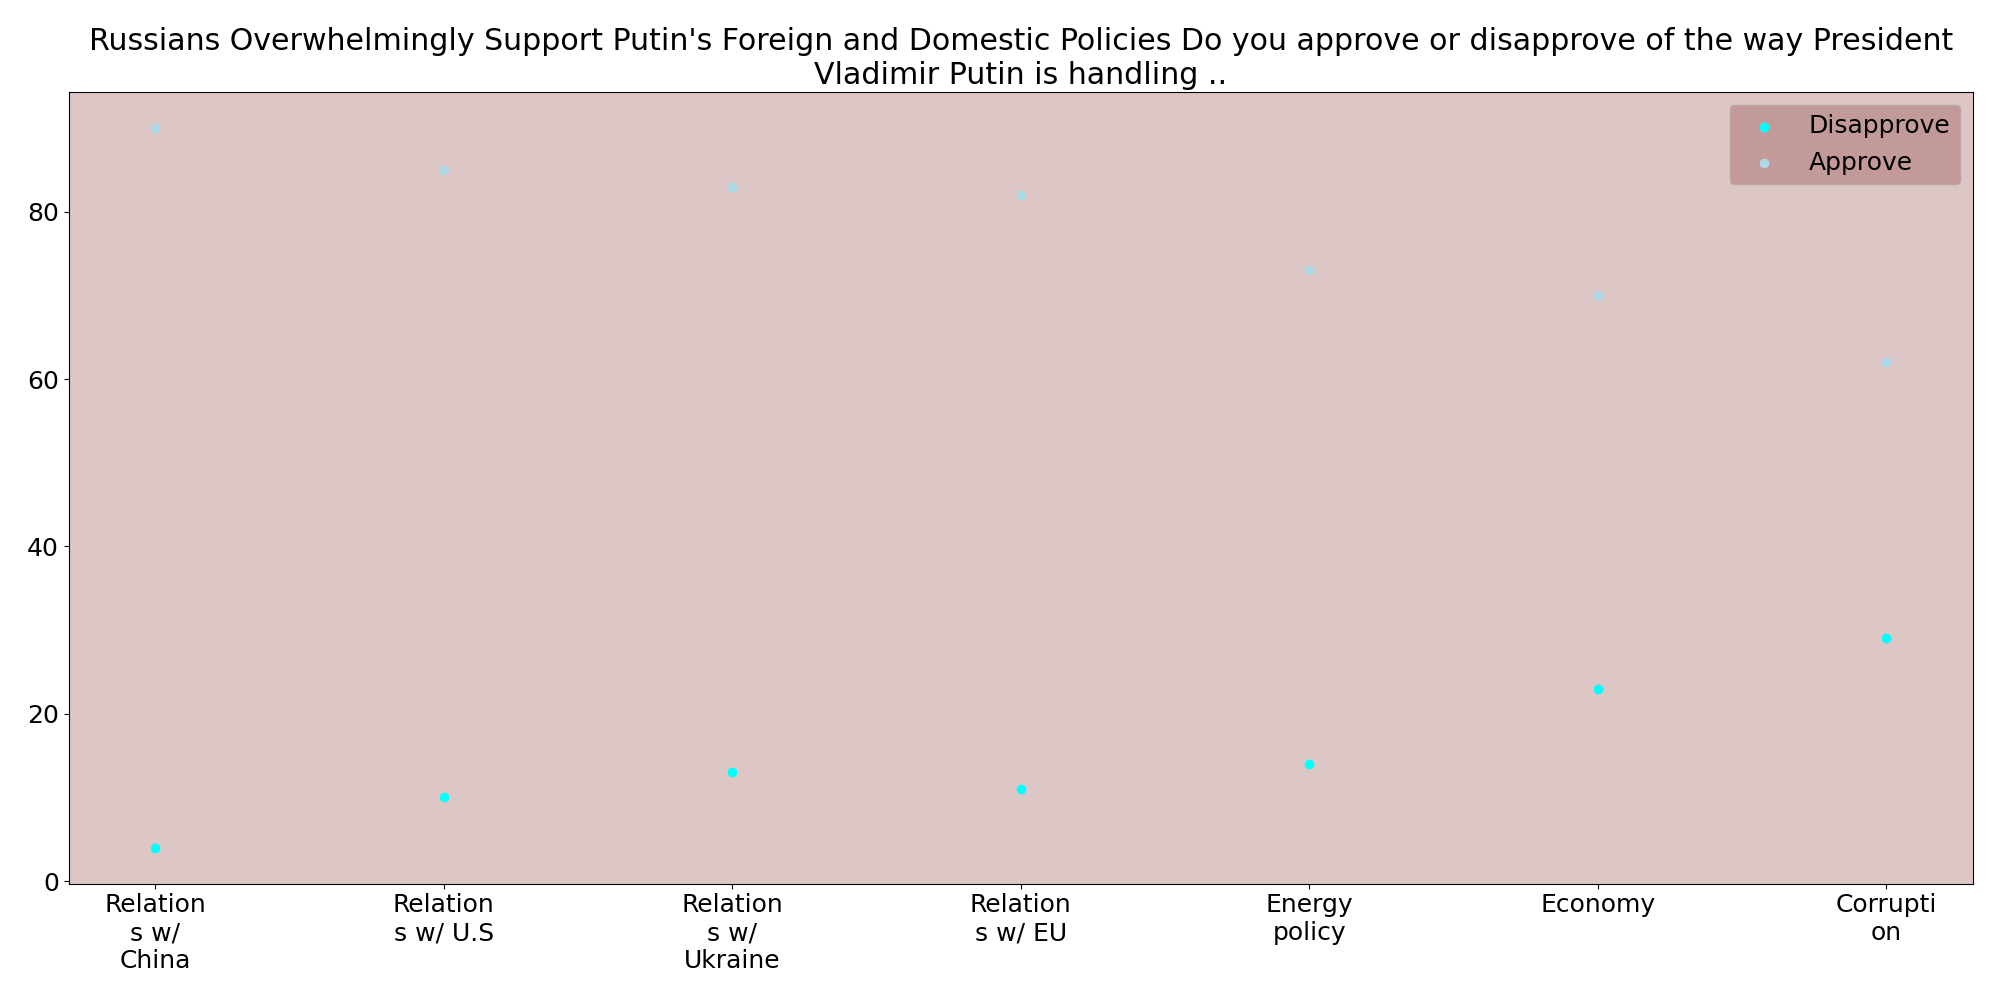 Russians Overwhelmingly Support Putin's Foreign and Domestic Policies Do you approve or disapprove of the way President
Vladimir Putin is handling ..
Disapprove
Approve
80
60
40
20
0
Relation
s w/
China
Relation
s w/ U.S
Relation
s w/
Ukraine
Relation
s w/ EU
Energy
policy
Economy
Corrupti
on